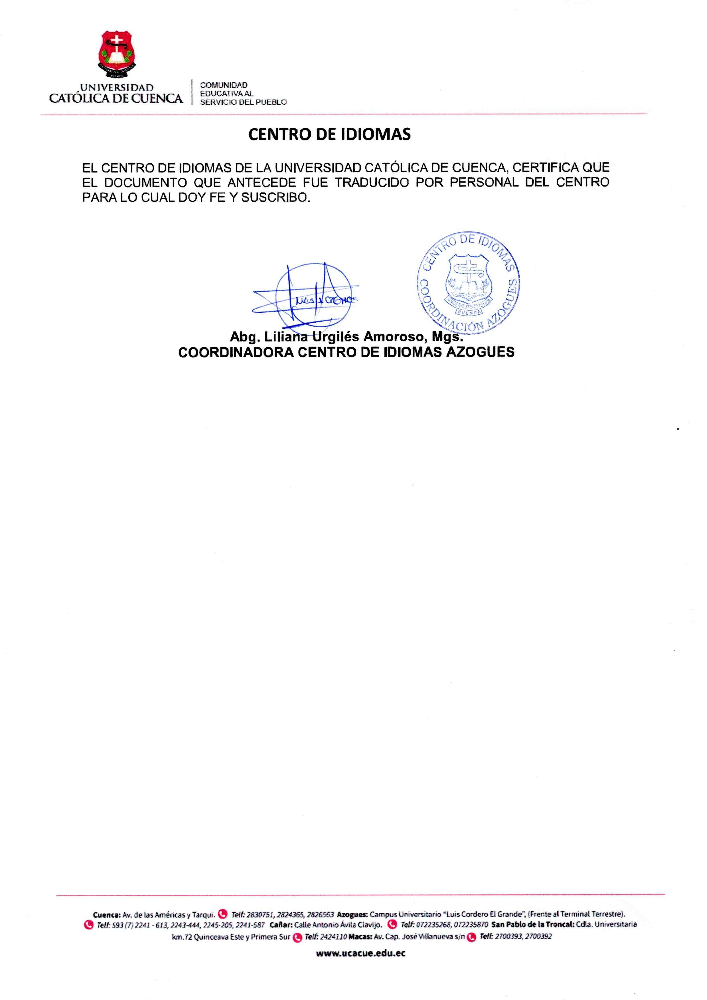 UNIVERSIDAD
CATÓLICA DE CUENCA
COMUNIDAD
EDUCATIVA AL
SERVICIO DEL PUEBLO
CENTRO DE IDIOMAS
EL CENTRO DE IDIOMAS DE LA UNIVERSIDAD CATÓLICA DE CUENCA, CERTIFICA QUE
EL DOCUMENTO QUE ANTECEDE FUE TRADUCIDO POR PERSONAL DEL CENTRO
PARA LO CUAL DOY FE Y SUSCRIBO.
CENTRO DE IDIOMAS
UNIVERSIDAD CATÓLICA
CUENCA
COORDINACIÓN AZOGUES
Abg. Liliana Urgilés Amoroso, Mgs.
COORDINADORA CENTRO DE IDIOMAS AZOGUES
Cuenca: Av. de las Américas y Tarqui. Telf: 2830751, 2824365, 2826563 Azogues: Campus Universitario "Luis Cordero El Grande", (Frente al Terminal Terrestre).
Telf: 593 (7) 2241 - 613, 2243-444, 2245-205, 2241-587 Cañar: Calle Antonio Ávila Clavijo. Telf: 072235268, 072235870 San Pablo de la Troncal: Cdla. Universitaria
km.72 Quinceava Este y Primera Sur Telf: 2424110 Macas: Av. Cap. José Villanueva s/n Telf: 2700393, 2700392
www.ucacue.edu.ec